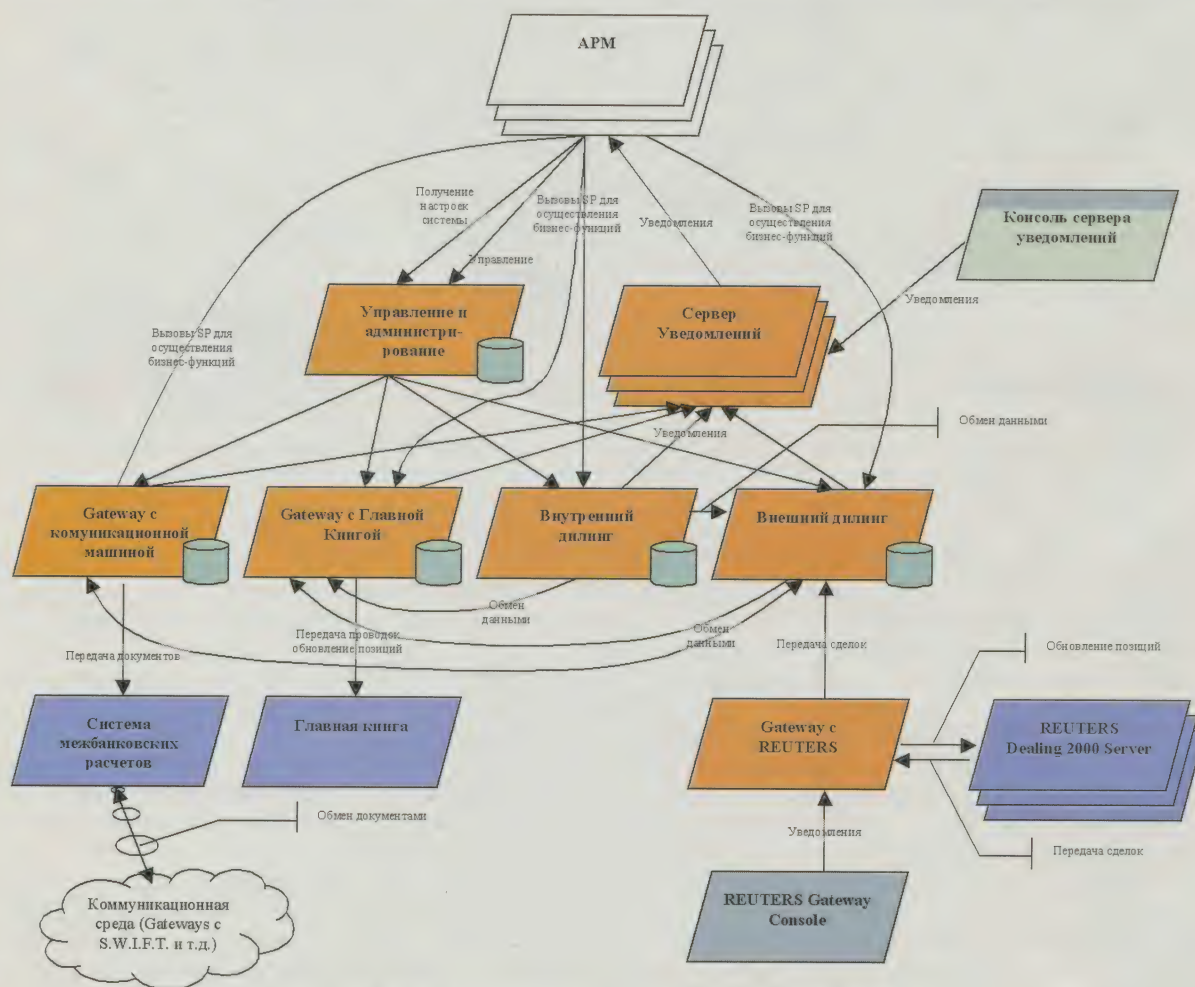 АРМ
Получение
настроек
системы
Вызовы SP для
осуществления
бизнес-функций
Уведомления
Вызовы SP для
осуществления
бизнес-функций
Консоль сервера
уведомлений
Управление
Уведомления
Вызовы SP для
осуществления
бизнес-функций
Управление и
администри-
рование
Сервер
Уведомлений
Уведомления
Обмен данными
Gateway с
комуникационной
машиной
Gateway с Главной
Книгой
Внутренний
дилинг
Внешний дилинг
Обмен
данными
Передача документов
Передача проводок
обновление позиций
Обмен
данными
Передача сделок
Обновление позиций
Система
межбанковских
расчетов
Главная книга
Gateway с
REUTERS
REUTERS
Dealing 2000 Server
Обмен документами
Уведомления
Передача сделок
Коммуникационная
среда (Gateways с
S.W.I.F.T. и т.д.)
REUTERS Gateway
Console